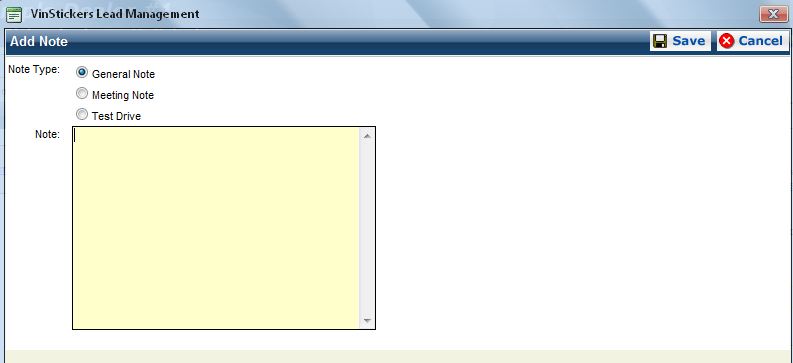 VinStickers Lead Management
Add Note
Save
Cancel
Note Type:
General Note
Meeting Note
Test Drive
Note: